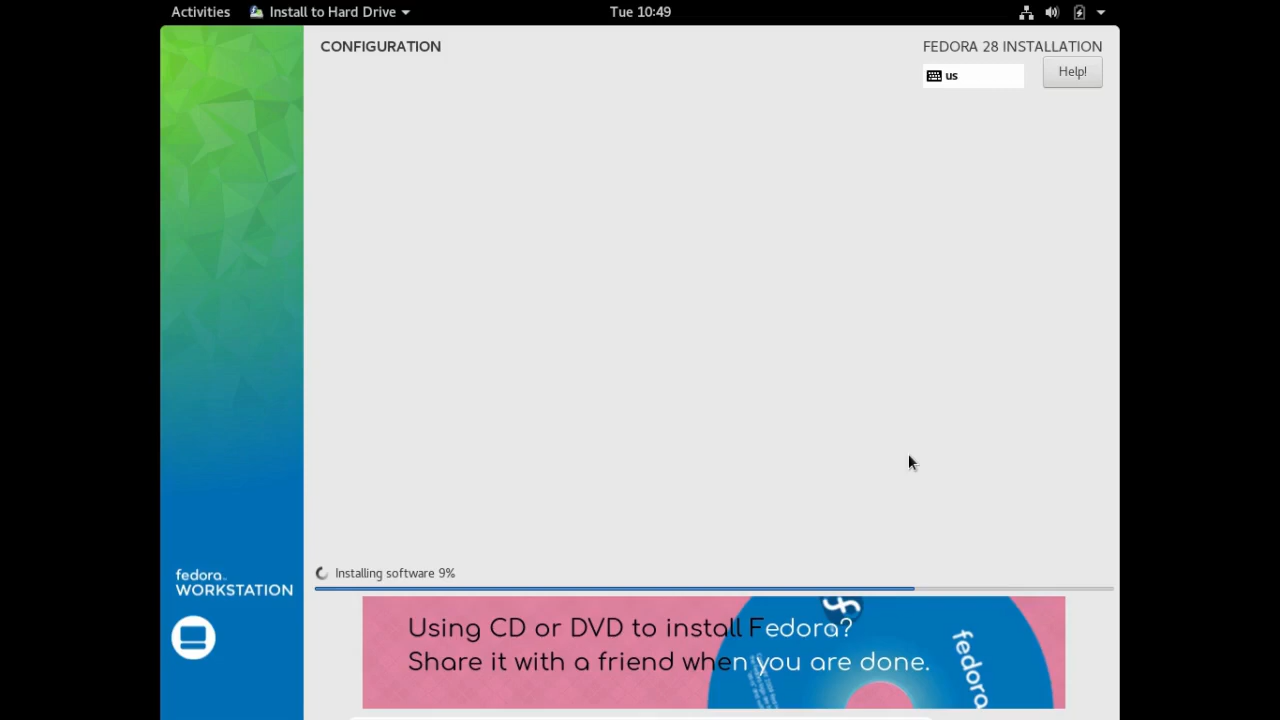 Activities Install to Hard Drive Tue 10:49
CONFIGURATION
FEDORA 28 INSTALLATION
us
Help!
fedora™
WORKSTATION
Installing software 9%
Using CD or DVD to install Fedora?
Share it with a friend when you are done.
fedora